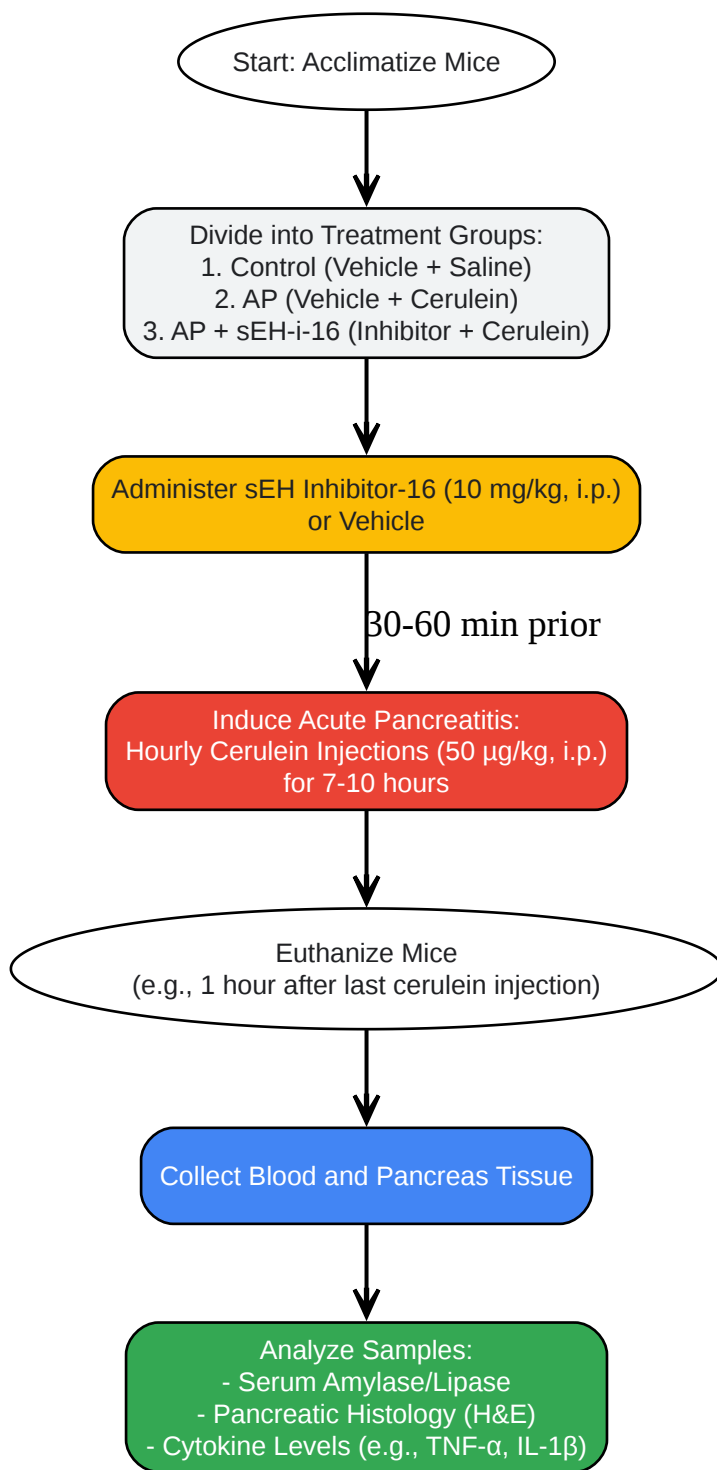 Start: Acclimatize Mice
Divide into Treatment Groups:
1. Control (Vehicle + Saline)
2. AP (Vehicle + Cerulein)
3. AP + sEH-i-16 (Inhibitor + Cerulein)
Administer sEH Inhibitor-16 (10 mg/kg, i.p.)
or Vehicle
30-60 min prior
Induce Acute Pancreatitis:
Hourly Cerulein Injections (50 µg/kg, i.p.)
for 7-10 hours
Euthanize Mice
(e.g., 1 hour after last cerulein injection)
Collect Blood and Pancreas Tissue
Analyze Samples:
- Serum Amylase/Lipase
- Pancreatic Histology (H&E)
- Cytokine Levels (e.g., TNF-α, IL-1β)